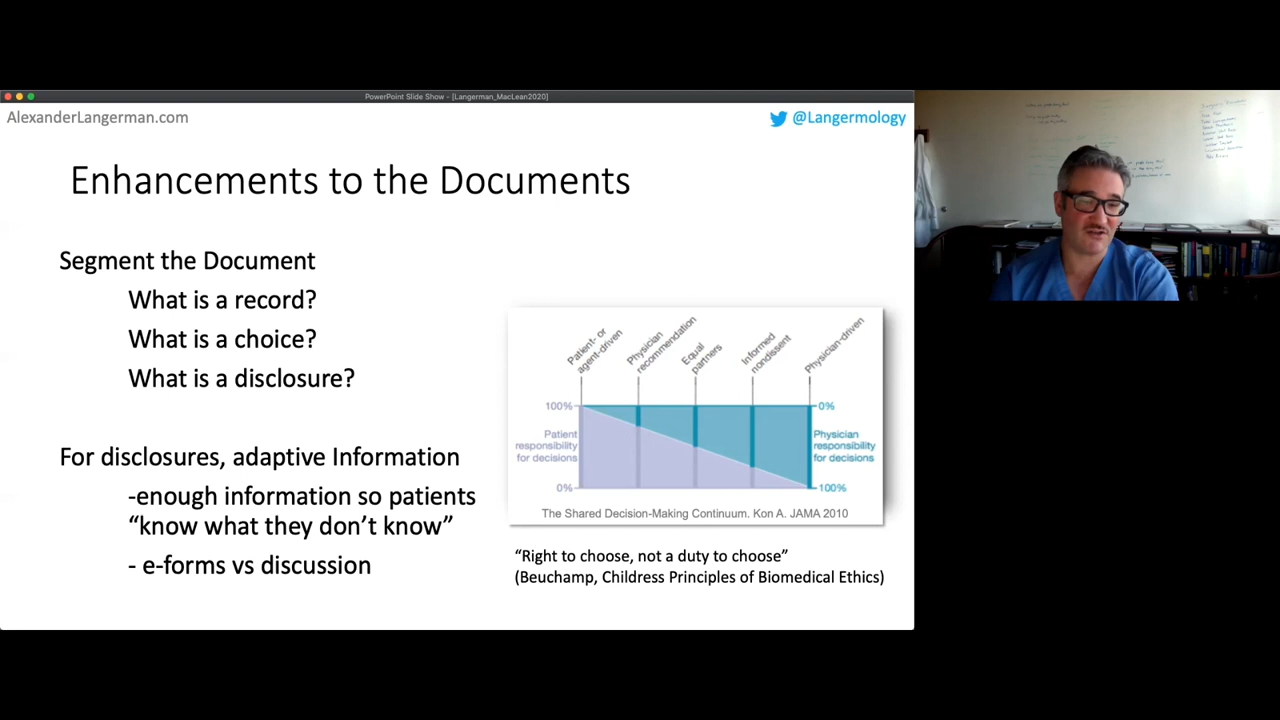 PowerPoint Slide Show - [Langerman_MacLean2020]
AlexanderLangerman.com
@Langermology
Enhancements to the Documents
Segment the Document
What is a record?
What is a choice?
What is a disclosure?
For disclosures, adaptive Information
-enough information so patients
“know what they don’t know”
- e-forms vs discussion
Patient- or
agent-driven
Physician
recommendation
Equal
partners
Informed
nondissent
Physician-driven
100%
0%
Patient
responsibility
for decisions
Physician
responsibility
for decisions
0%
100%
The Shared Decision-Making Continuum. Kon A. JAMA 2010
“Right to choose, not a duty to choose”
(Beuchamp, Childress Principles of Biomedical Ethics)